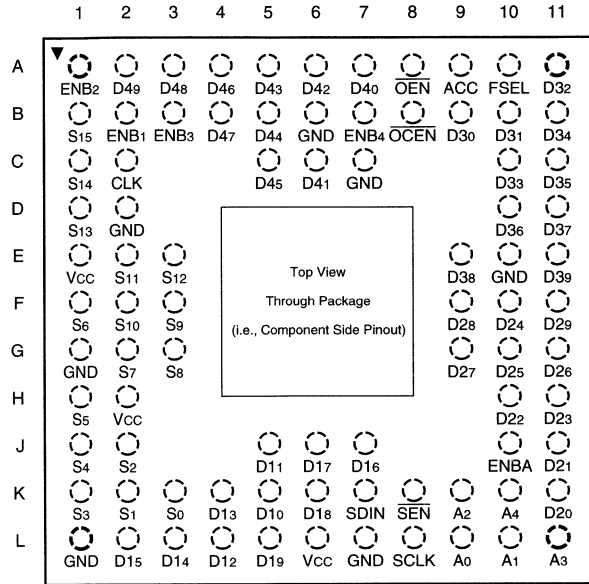 1 2 3 4 5 6 7 8 9 10 11
A
ENB2 D49 D48 D46 D43 D42 D40 OEN ACC FSEL D32
B
S15 ENB1 ENB3 D47 D44 GND ENB4 OCEN D30 D31 D34
C
S14 CLK D45 D41 GND D33 D35
D
S13 GND D36 D37
E
VCC S11 S12 D38 GND D39
Top View
Through Package
(i.e., Component Side Pinout)
F
S6 S10 S9 D28 D24 D29
G
GND S7 S8 D27 D25 D26
H
S5 VCC D22 D23
J
S4 S2 D11 D17 D16 ENBA D21
K
S3 S1 S0 D13 D10 D18 SDIN SEN A2 A4 D20
L
GND D15 D14 D12 D19 VCC GND SCLK A0 A1 A3